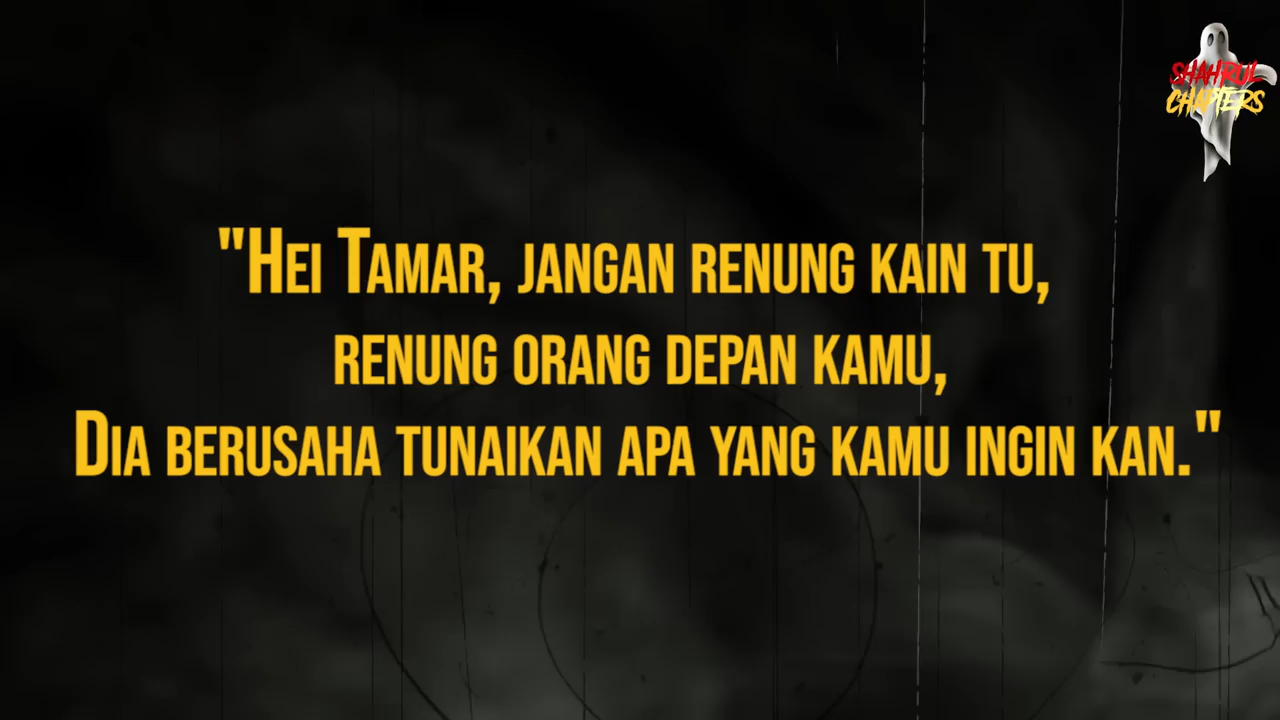 SHAHRUL
CHAPTERS
"Hei Tamar, jangan renung kain tu,
renung orang depan kamu,
Dia berusaha tunaikan apa yang kamu ingin kan."